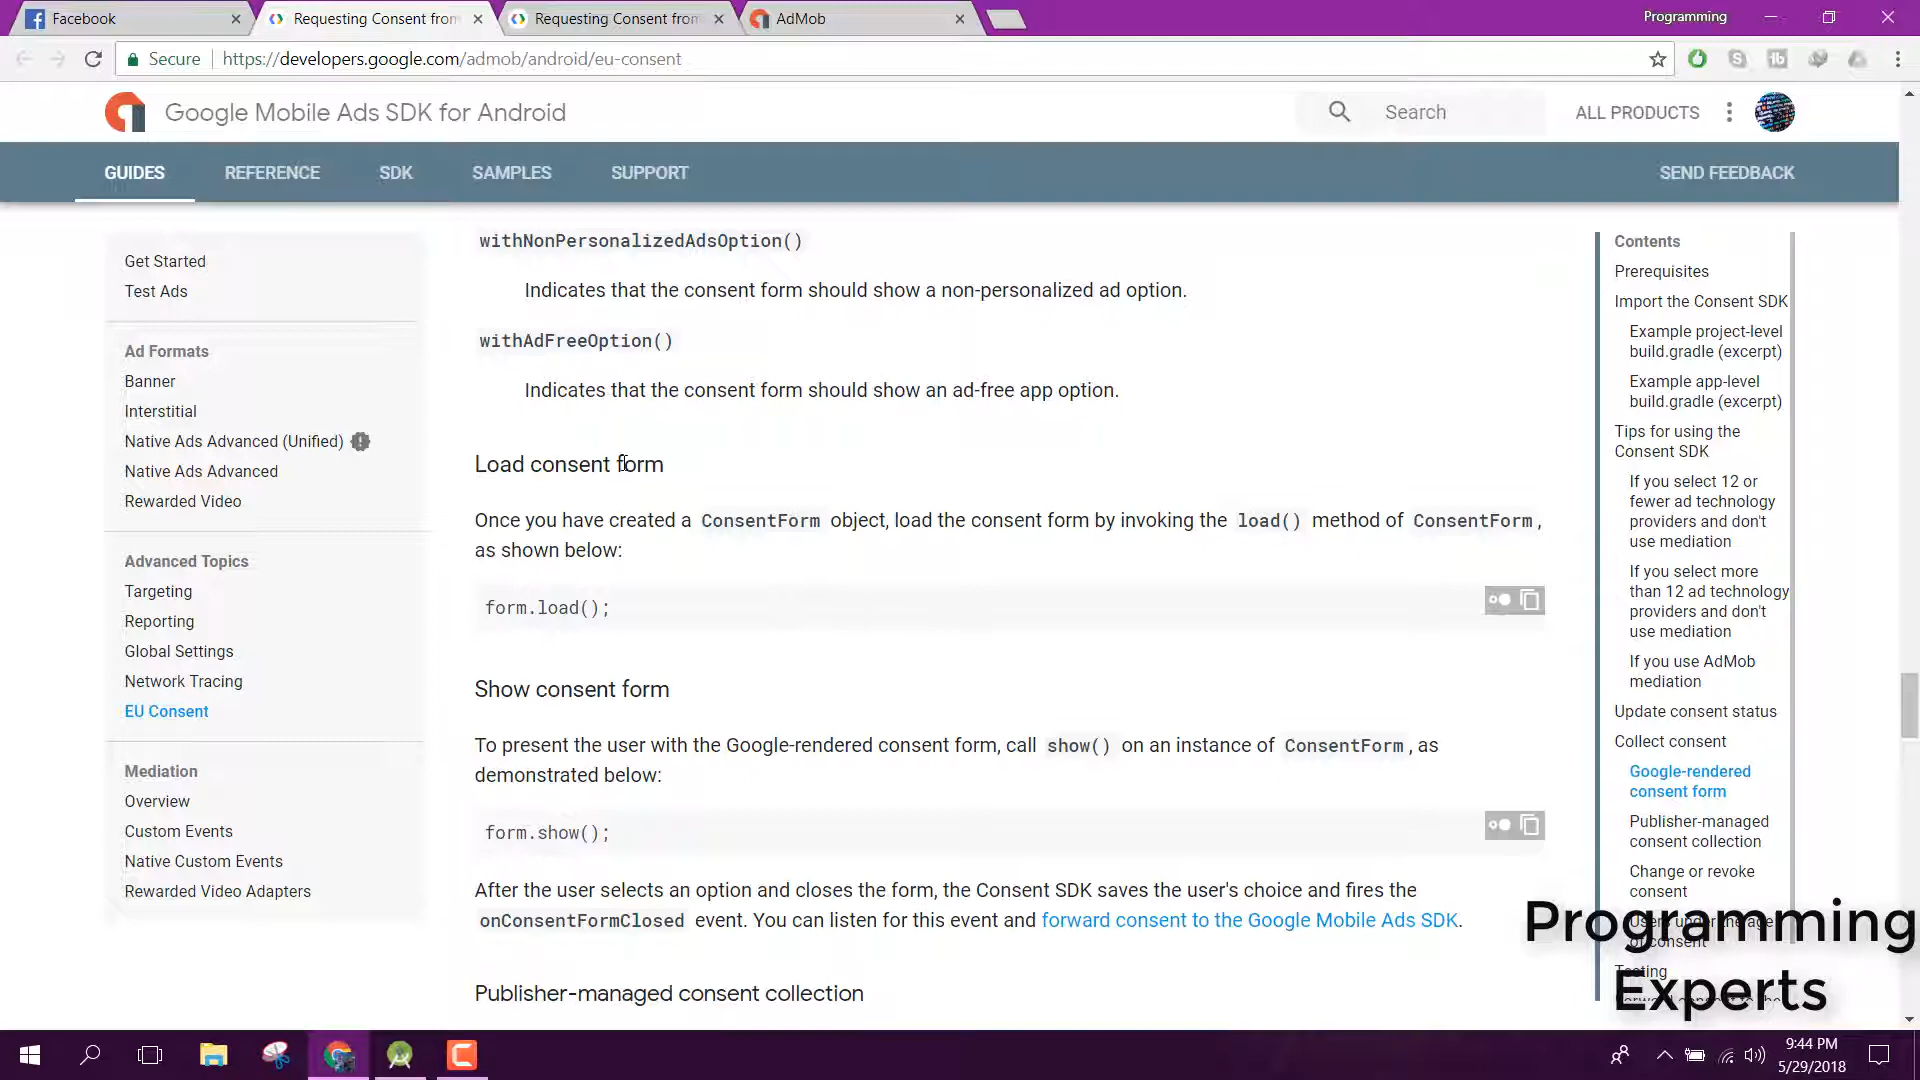 Facebook
Requesting Consent from
Requesting Consent from
AdMob
Programming
Secure
https://developers.google.com/admob/android/eu-consent
Google Mobile Ads SDK for Android
Search
ALL PRODUCTS
GUIDES
REFERENCE
SDK
SAMPLES
SUPPORT
SEND FEEDBACK
Get Started
Test Ads
Ad Formats
Banner
Interstitial
Native Ads Advanced (Unified)
Native Ads Advanced
Rewarded Video
Advanced Topics
Targeting
Reporting
Global Settings
Network Tracing
EU Consent
Mediation
Overview
Custom Events
Native Custom Events
Rewarded Video Adapters
withNonPersonalizedAdsOption()
Indicates that the consent form should show a non-personalized ad option.
withAdFreeOption()
Indicates that the consent form should show an ad-free app option.
Load consent form
Once you have created a ConsentForm object, load the consent form by invoking the load() method of ConsentForm,
as shown below:
form.load();
Show consent form
To present the user with the Google-rendered consent form, call show() on an instance of ConsentForm, as
demonstrated below:
form.show();
After the user selects an option and closes the form, the Consent SDK saves the user's choice and fires the
onConsentFormClosed event. You can listen for this event and forward consent to the Google Mobile Ads SDK.
Publisher-managed consent collection
Contents
Prerequisites
Import the Consent SDK
Example project-level
build.gradle (excerpt)
Example app-level
build.gradle (excerpt)
Tips for using the
Consent SDK
If you select 12 or
fewer ad technology
providers and don't
use mediation
If you select more
than 12 ad technology
providers and don't
use mediation
If you use AdMob
mediation
Update consent status
Collect consent
Google-rendered
consent form
Publisher-managed
consent collection
Change or revoke
consent
Users under the age
of consent
Testing
Forward consent to the
Programming
Experts
9:44 PM
5/29/2018